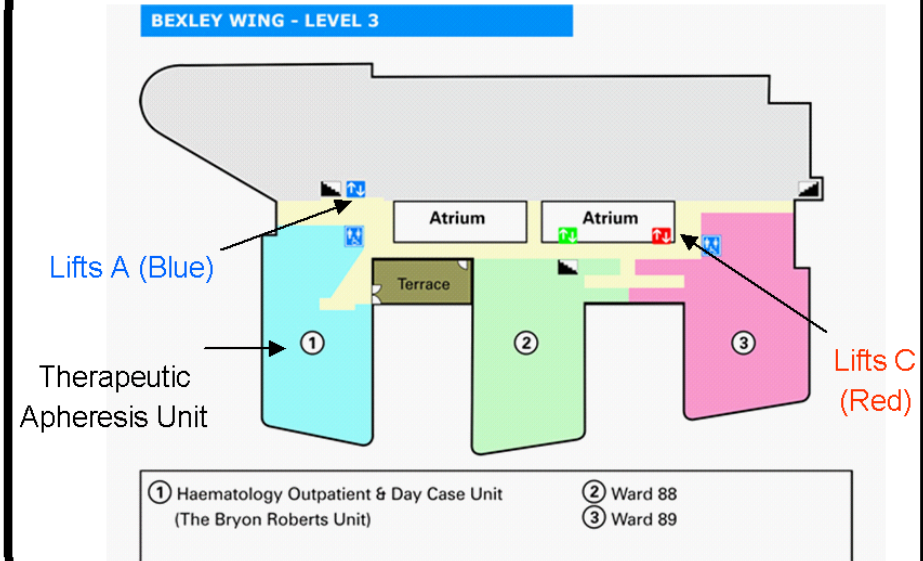 BEXLEY WING - LEVEL 3
Atrium
Atrium
Lifts A (Blue)
Terrace
1
2
3
Therapeutic
Apheresis Unit
Lifts C
(Red)
1 Haematology Outpatient & Day Case Unit
(The Bryon Roberts Unit)
2 Ward 88
3 Ward 89